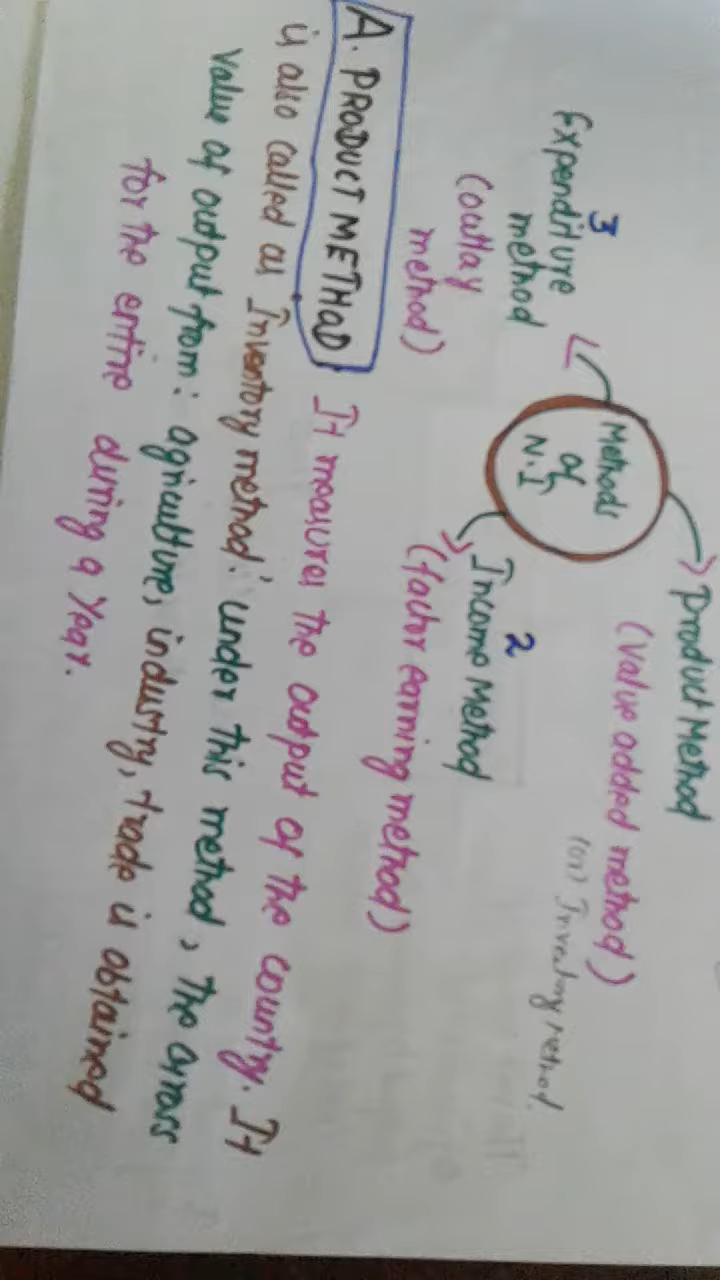 Product Method
(value added method)
(or) Inventory method.
Methods
of
N.I
3
Expenditure
method
(outlay
method)
2
Income Method
(factor earning method)
A. PRODUCT METHOD: It measures the output of the country. It
is also called as Inventory method. under this method, the gross
value of output from: agriculture, industry, trade is obtained
for the entire during a year.